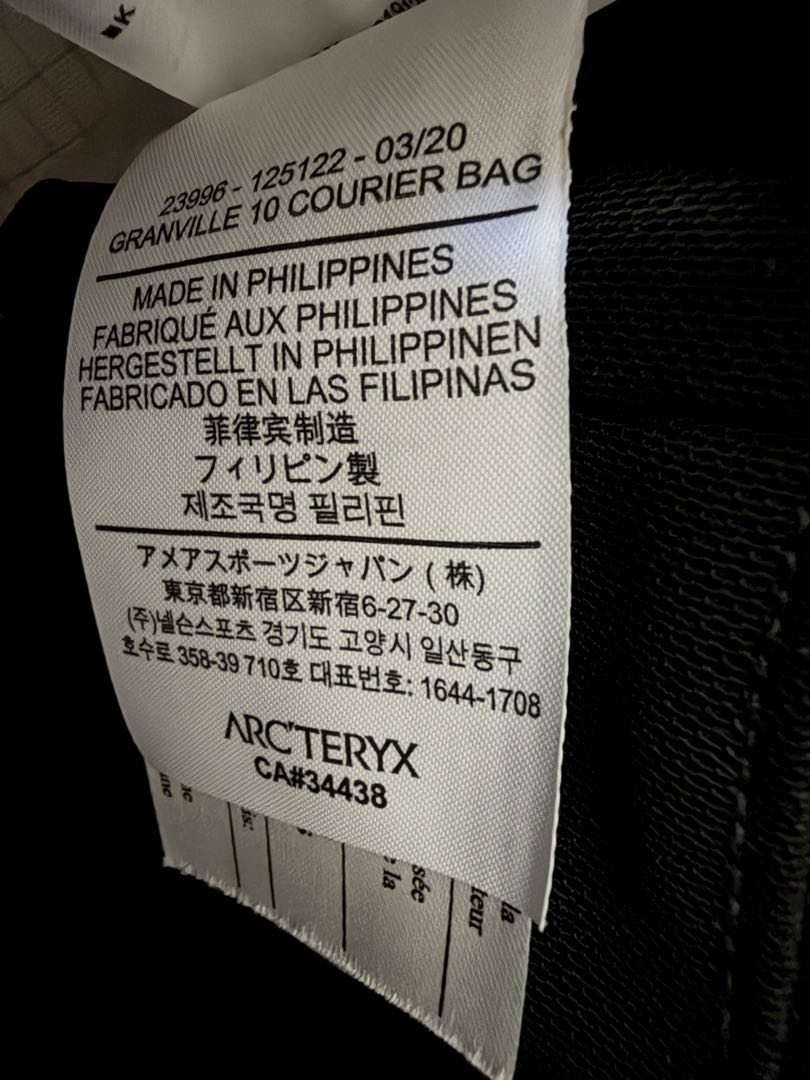 23996 - 125122 - 03/20
GRANVILLE 10 COURIER BAG
MADE IN PHILIPPINES
FABRIQUÉ AUX PHILIPPINES
HERGESTELLT IN PHILIPPINEN
FABRICADO EN LAS FILIPINAS
菲律宾制造
フィリピン製
제조국명 필리핀
アメアスポーツジャパン (株)
東京都新宿区新宿6-27-30
(주)넬슨스포츠 경기도 고양시 일산동구
호수로 358-39 710호 대표번호: 1644-1708
ARC'TERYX
CA#34438
sée
la
teur
la